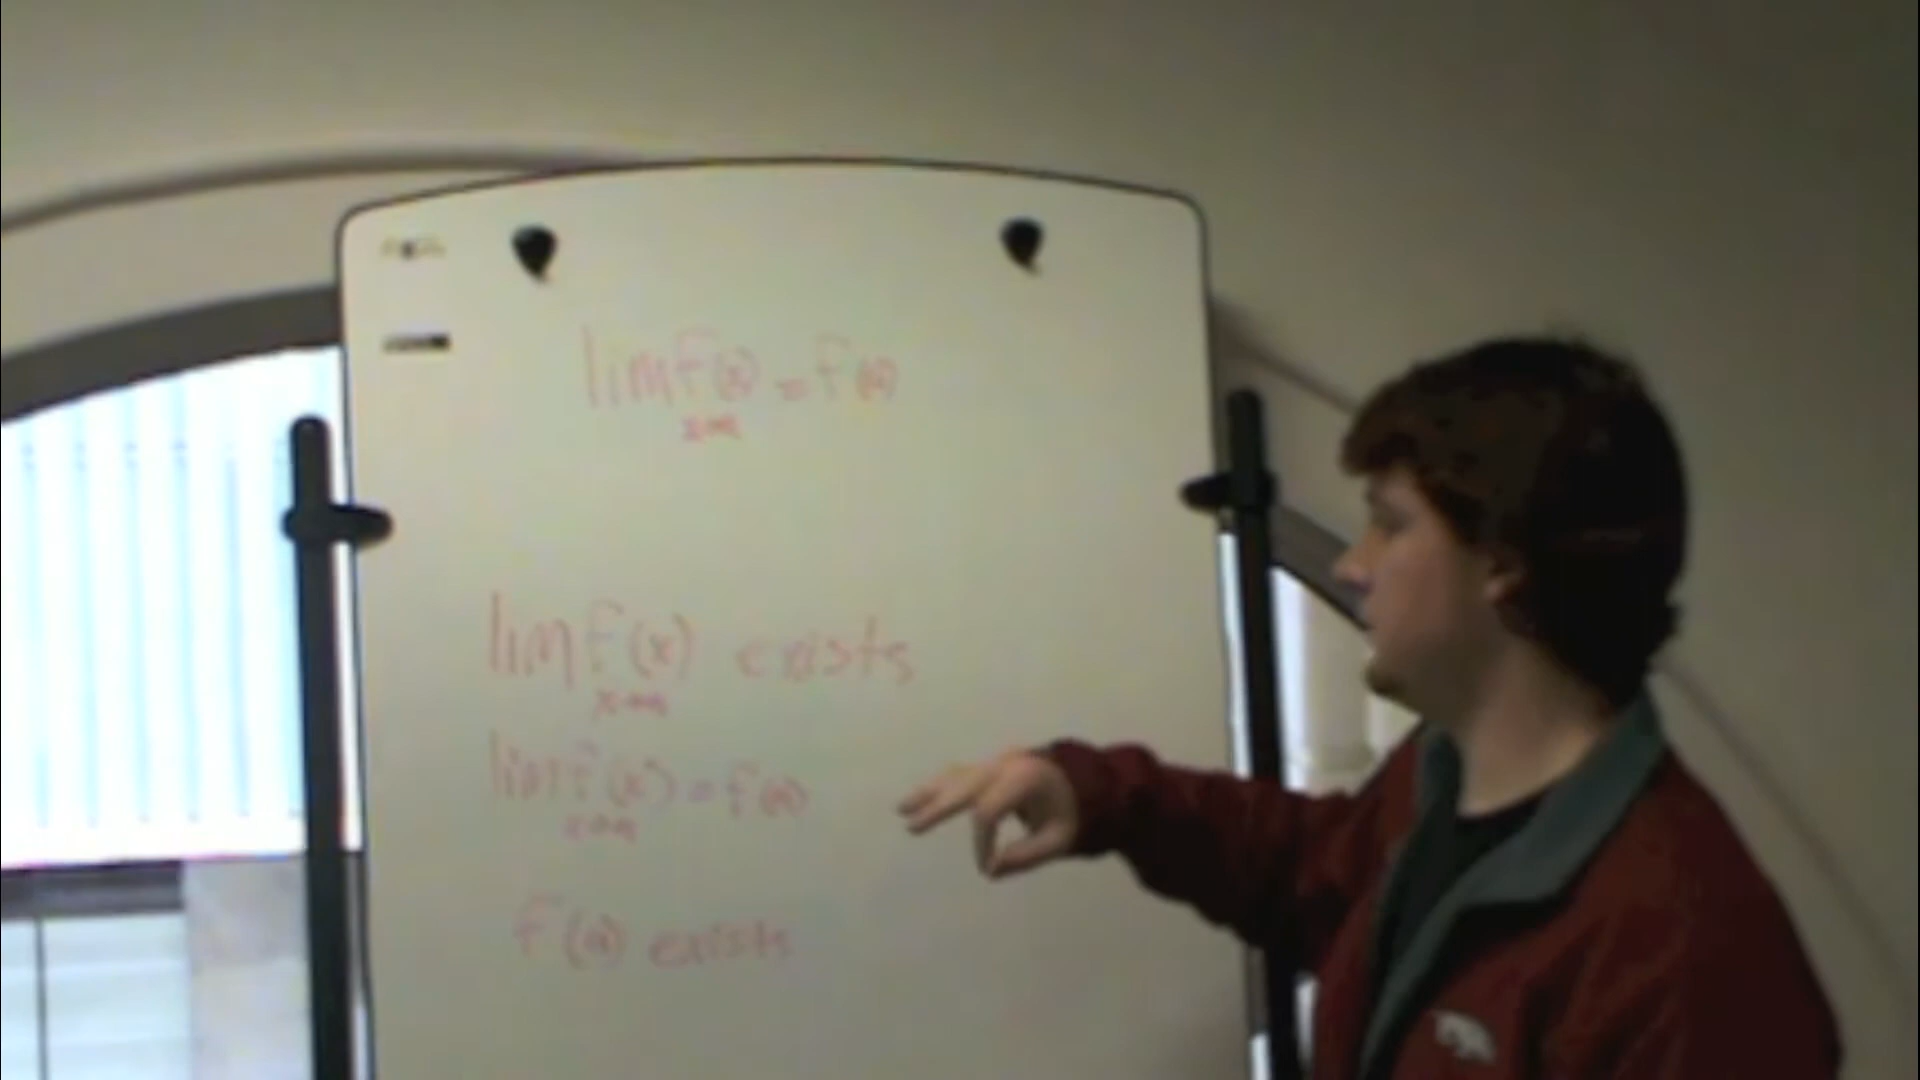 lim f(x) = f(a)
x→a
lim f(x) exists
x→a
lim f(x) = f(a)
x→a
f(a) exists